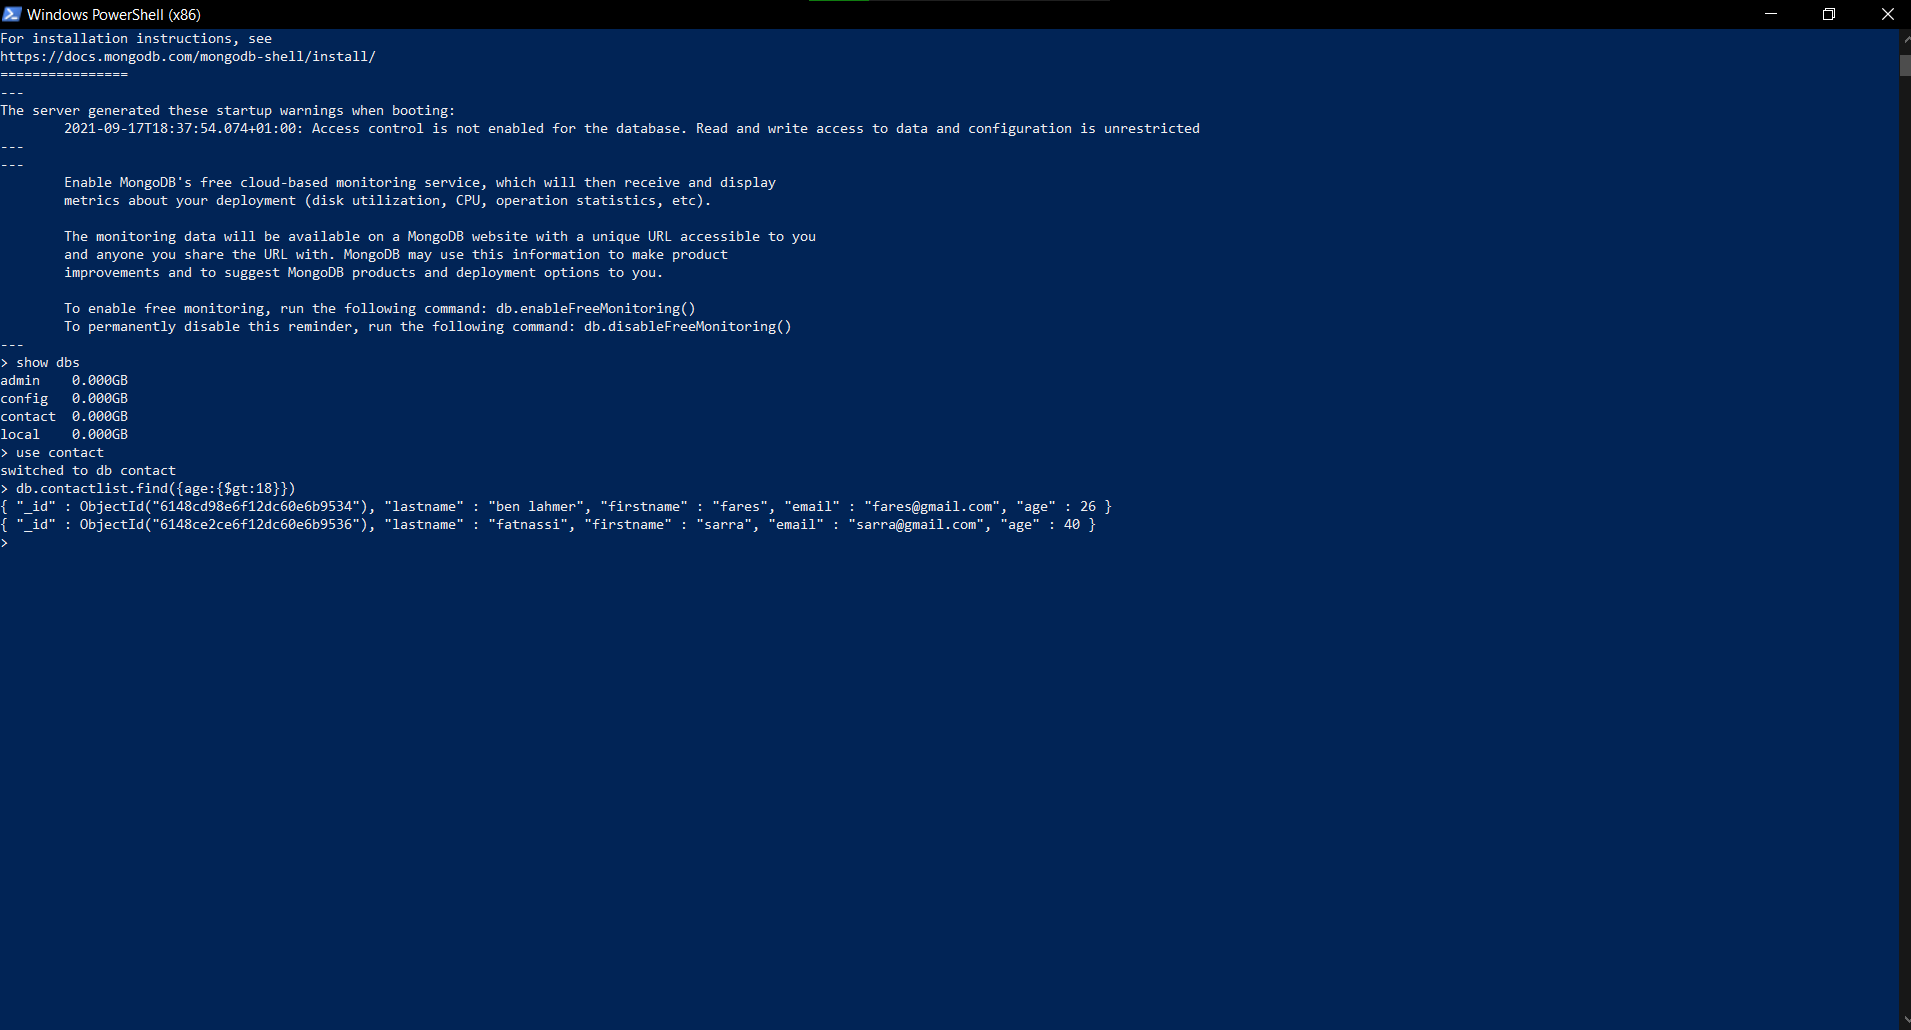 Windows PowerShell (x86)
For installation instructions, see
https://docs.mongodb.com/mongodb-shell/install/
================
---
The server generated these startup warnings when booting:
        2021-09-17T18:37:54.074+01:00: Access control is not enabled for the database. Read and write access to data and configuration is unrestricted
---
---
        Enable MongoDB's free cloud-based monitoring service, which will then receive and display
        metrics about your deployment (disk utilization, CPU, operation statistics, etc).

        The monitoring data will be available on a MongoDB website with a unique URL accessible to you
        and anyone you share the URL with. MongoDB may use this information to make product
        improvements and to suggest MongoDB products and deployment options to you.

        To enable free monitoring, run the following command: db.enableFreeMonitoring()
        To permanently disable this reminder, run the following command: db.disableFreeMonitoring()
---
> show dbs
admin    0.000GB
config   0.000GB
contact  0.000GB
local    0.000GB
> use contact
switched to db contact
> db.contactlist.find({age:{$gt:18}})
{ "_id" : ObjectId("6148cd98e6f12dc60e6b9534"), "lastname" : "ben lahmer", "firstname" : "fares", "email" : "fares@gmail.com", "age" : 26 }
{ "_id" : ObjectId("6148ce2ce6f12dc60e6b9536"), "lastname" : "fatnassi", "firstname" : "sarra", "email" : "sarra@gmail.com", "age" : 40 }
>